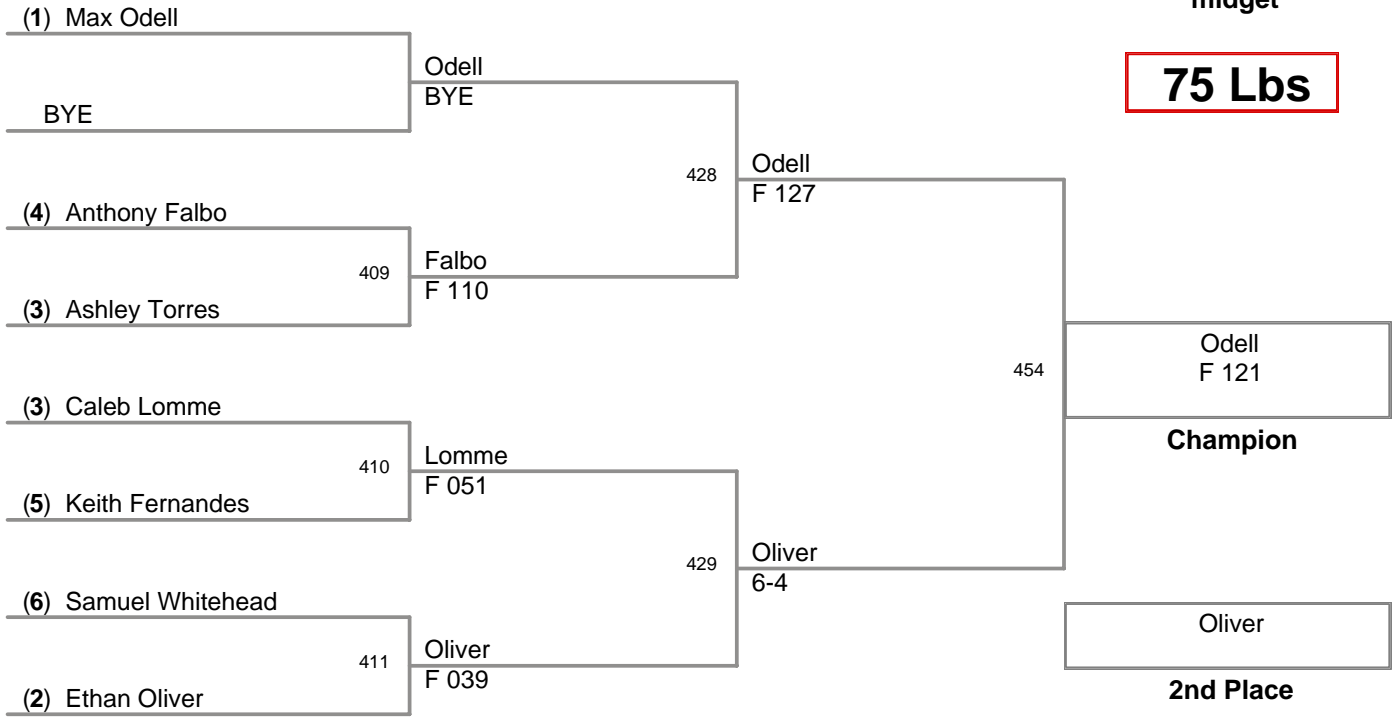 midget
75 Lbs
(1) Max Odell
BYE
Odell
BYE
(4) Anthony Falbo
409
(3) Ashley Torres
Falbo
F 110
428
Odell
F 127
(3) Caleb Lomme
410
(5) Keith Fernandes
Lomme
F 051
(6) Samuel Whitehead
411
(2) Ethan Oliver
Oliver
F 039
429
Oliver
6-4
454
Odell
F 121
Champion
Oliver
2nd Place